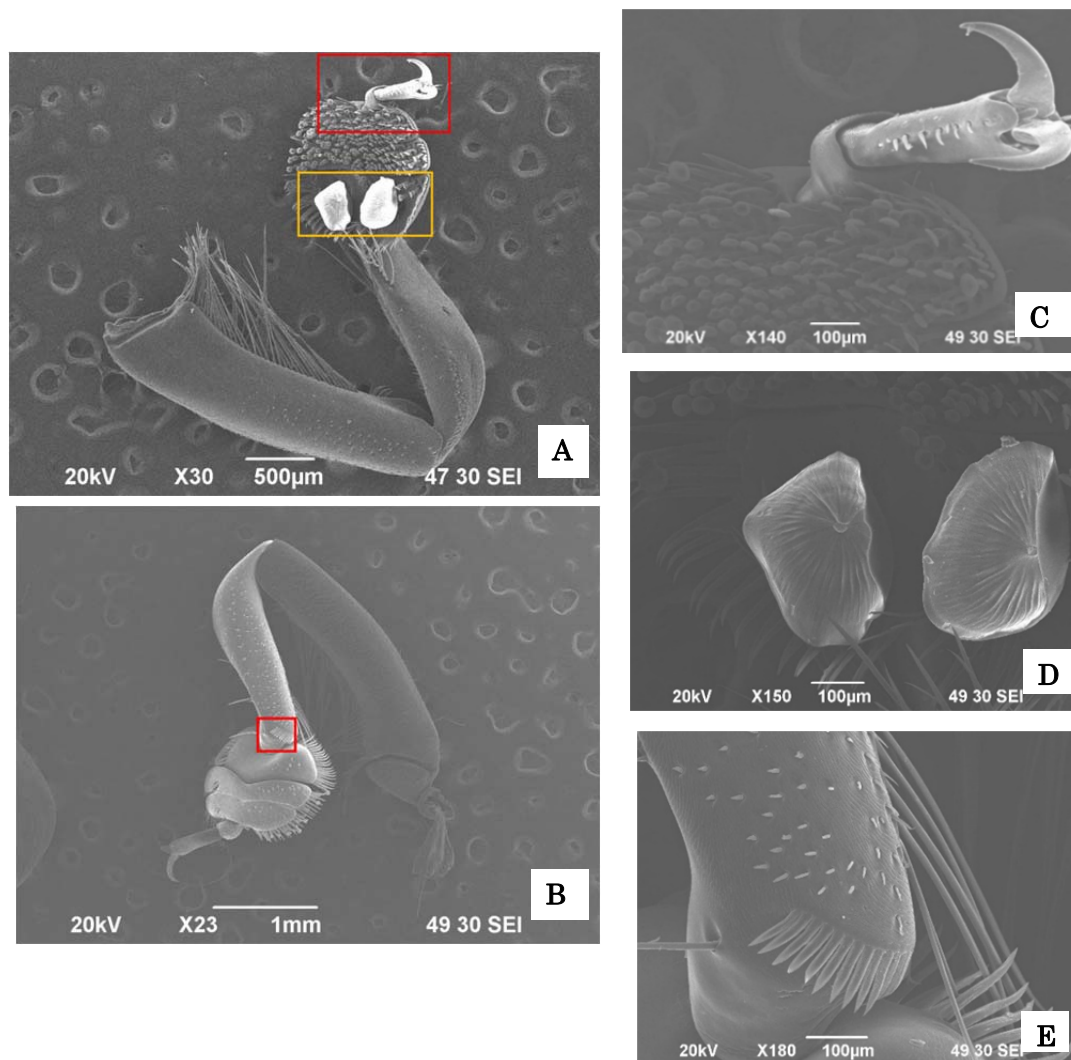 A
20kV X30 500µm 47 30 SEI
B
20kV X23 1mm 49 30 SEI
C
20kV X140 100µm 49 30 SEI
D
20kV X150 100µm 49 30 SEI
E
20kV X180 100µm 49 30 SEI